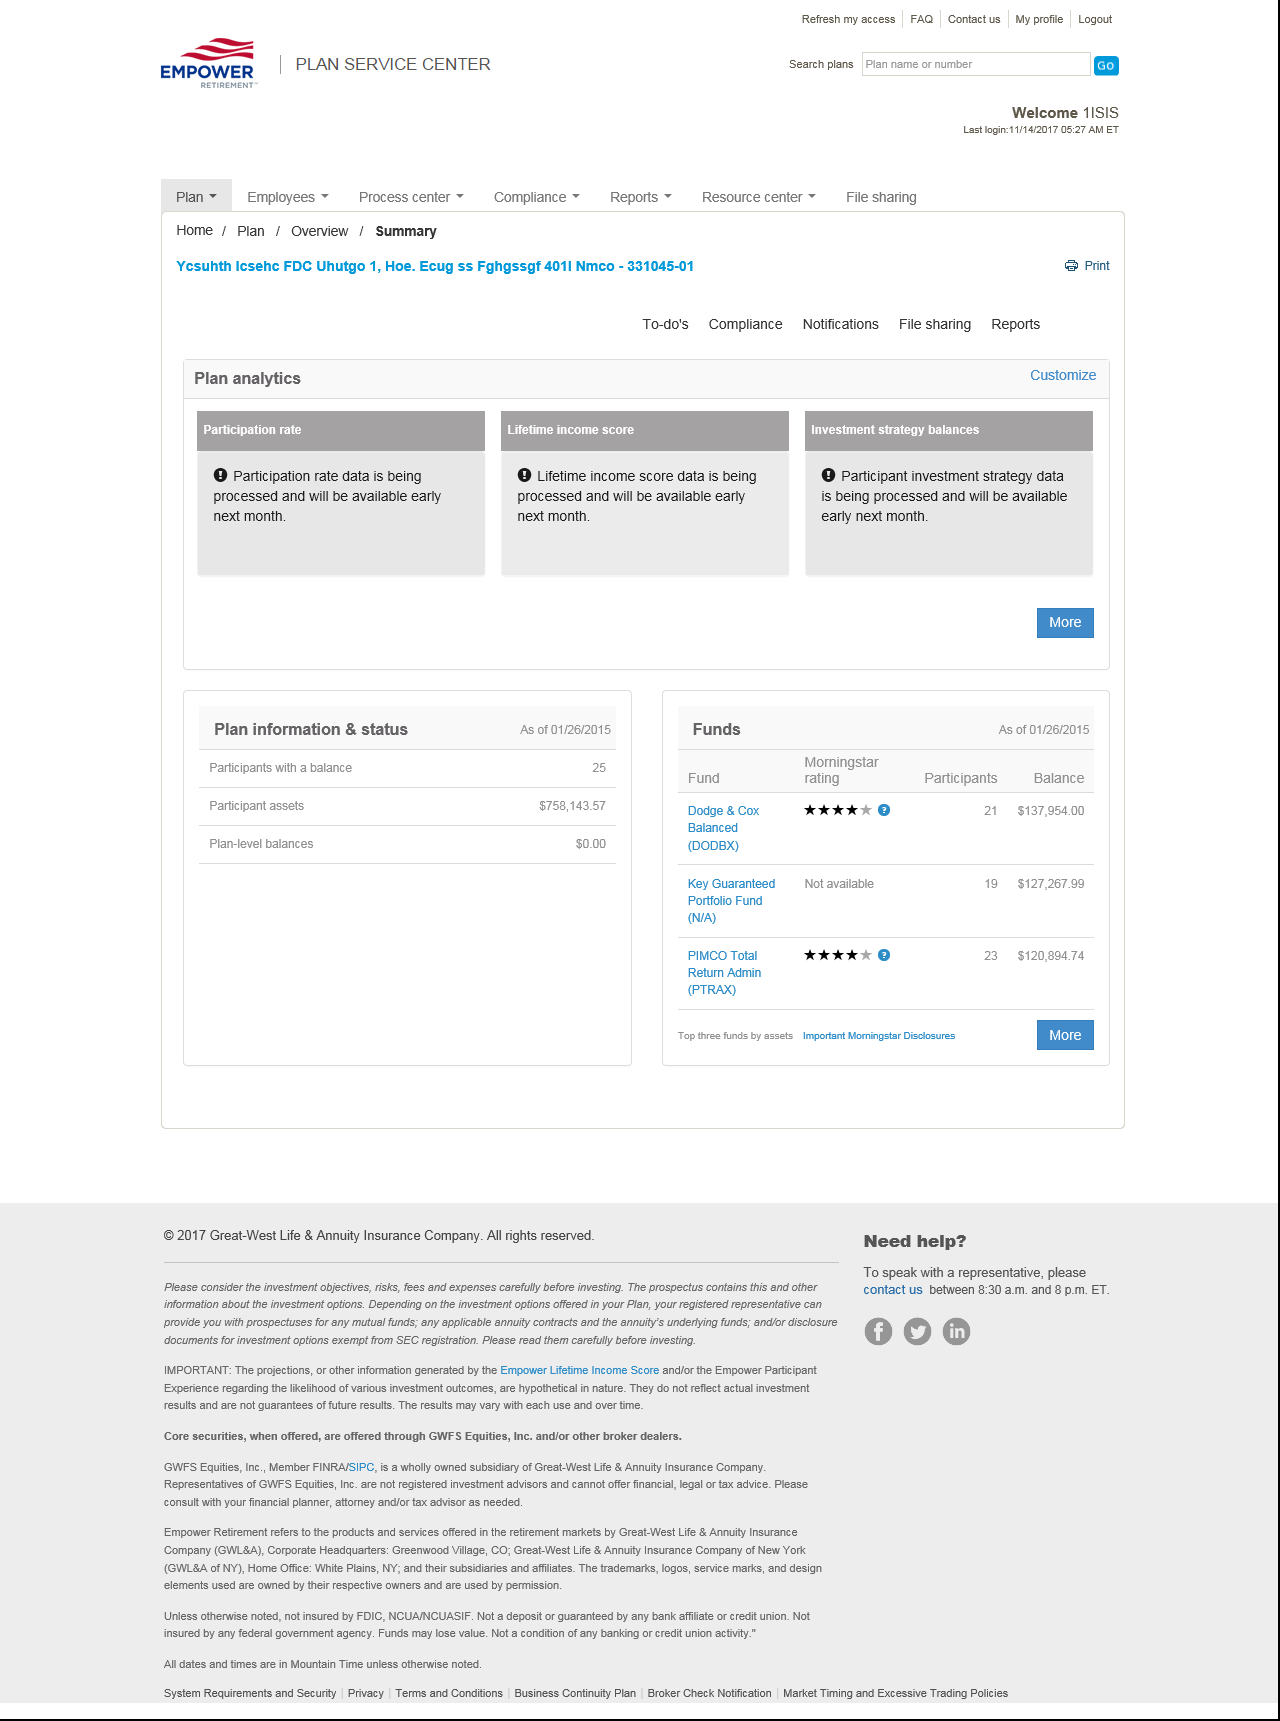 Refresh my access FAQ Contact us My profile Logout
EMPOWER
RETIREMENT™
PLAN SERVICE CENTER
Search plans Plan name or number GO
Welcome 1ISIS
Last login:11/14/2017 05:27 AM ET
Plan Employees Process center Compliance Reports Resource center File sharing
Home / Plan / Overview / Summary
Ycsuhth Icsehc FDC Uhutgo 1, Hoe. Ecug ss Fghgssgf 401I Nmco - 331045-01
Print
To-do's Compliance Notifications File sharing Reports
Plan analytics
Customize
Participation rate
Participation rate data is being
processed and will be available early
next month.
Lifetime income score
Lifetime income score data is being
processed and will be available early
next month.
Investment strategy balances
Participant investment strategy data
is being processed and will be available
early next month.
More
Plan information & status As of 01/26/2015
Participants with a balance 25
Participant assets $758,143.57
Plan-level balances $0.00
Funds As of 01/26/2015
Fund Morningstar rating Participants Balance
Dodge & Cox ★★★★★ ? 21 $137,954.00
Balanced
(DODBX)
Key Guaranteed Not available 19 $127,267.99
Portfolio Fund
(N/A)
PIMCO Total ★★★★★ ? 23 $120,894.74
Return Admin
(PTRAX)
Top three funds by assets Important Morningstar Disclosures More
© 2017 Great-West Life & Annuity Insurance Company. All rights reserved.
Please consider the investment objectives, risks, fees and expenses carefully before investing. The prospectus contains this and other
information about the investment options. Depending on the investment options offered in your Plan, your registered representative can
provide you with prospectuses for any mutual funds; any applicable annuity contracts and the annuity's underlying funds; and/or disclosure
documents for investment options exempt from SEC registration. Please read them carefully before investing.
IMPORTANT: The projections, or other information generated by the Empower Lifetime Income Score and/or the Empower Participant
Experience regarding the likelihood of various investment outcomes, are hypothetical in nature. They do not reflect actual investment
results and are not guarantees of future results. The results may vary with each use and over time.
Core securities, when offered, are offered through GWFS Equities, Inc. and/or other broker dealers.
GWFS Equities, Inc., Member FINRA/SIPC, is a wholly owned subsidiary of Great-West Life & Annuity Insurance Company.
Representatives of GWFS Equities, Inc. are not registered investment advisors and cannot offer financial, legal or tax advice. Please
consult with your financial planner, attorney and/or tax advisor as needed.
Empower Retirement refers to the products and services offered in the retirement markets by Great-West Life & Annuity Insurance
Company (GWL&A), Corporate Headquarters: Greenwood Village, CO; Great-West Life & Annuity Insurance Company of New York
(GWL&A of NY), Home Office: White Plains, NY; and their subsidiaries and affiliates. The trademarks, logos, service marks, and design
elements used are owned by their respective owners and are used by permission.
Unless otherwise noted, not insured by FDIC, NCUA/NCUASIF. Not a deposit or guaranteed by any bank affiliate or credit union. Not
insured by any federal government agency. Funds may lose value. Not a condition of any banking or credit union activity."
All dates and times are in Mountain Time unless otherwise noted.
System Requirements and Security | Privacy | Terms and Conditions | Business Continuity Plan | Broker Check Notification | Market Timing and Excessive Trading Policies
Need help?
To speak with a representative, please
contact us between 8:30 a.m. and 8 p.m. ET.
f in